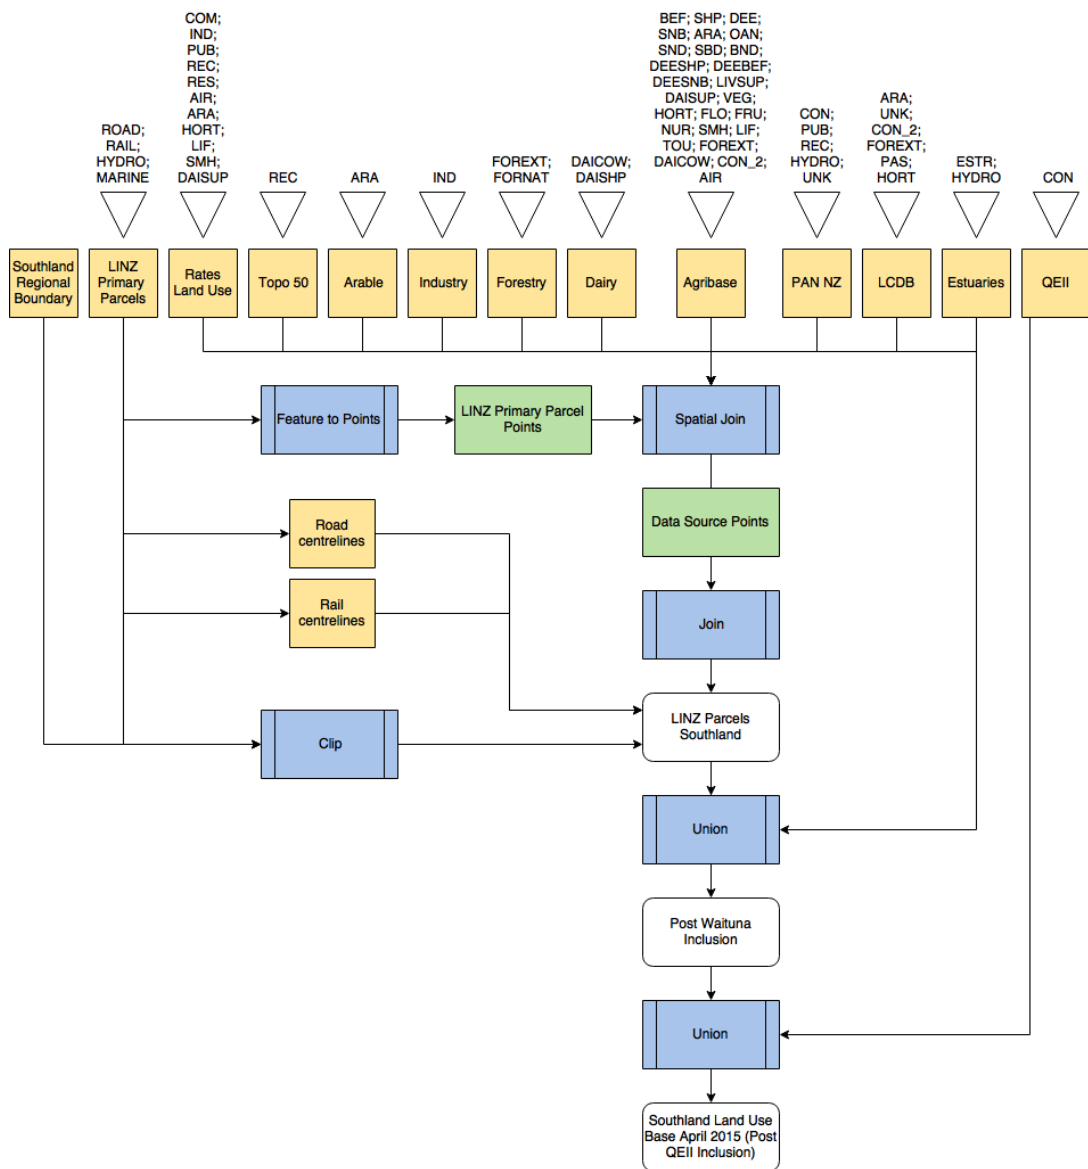 COM;
IND;
PUB;
REC;
RES;
AIR;
ARA;
HORT;
LIF;
SMH;
DAISUP
BEF; SHP; DEE;
SNB; ARA; OAN;
SND; SBD; BND;
DEESHP; DEEBEF;
DEESNB; LIVSUP;
DAISUP; VEG;
HORT; FLO; FRU;
NUR; SMH; LIF;
TOU; FOREXT;
DAICOW; CON_2;
AIR
ROAD;
RAIL;
HYDRO;
MARINE
REC
ARA
IND
FOREXT;
FORNAT
DAICOW;
DAISHP
CON;
PUB;
REC;
HYDRO;
UNK
ARA;
UNK;
CON_2;
FOREXT;
PAS;
HORT
ESTR;
HYDRO
CON
Southland
Regional
Boundary
LINZ
Primary
Parcels
Rates
Land Use
Topo 50
Arable
Industry
Forestry
Dairy
Agribase
PAN NZ
LCDB
Estuaries
QEII
Feature to Points
LINZ Primary Parcel
Points
Spatial Join
Data Source Points
Road
centrelines
Rail
centrelines
Join
LINZ Parcels
Southland
Clip
Union
Post Waituna
Inclusion
Union
Southland Land Use
Base April 2015 (Post
QEII Inclusion)